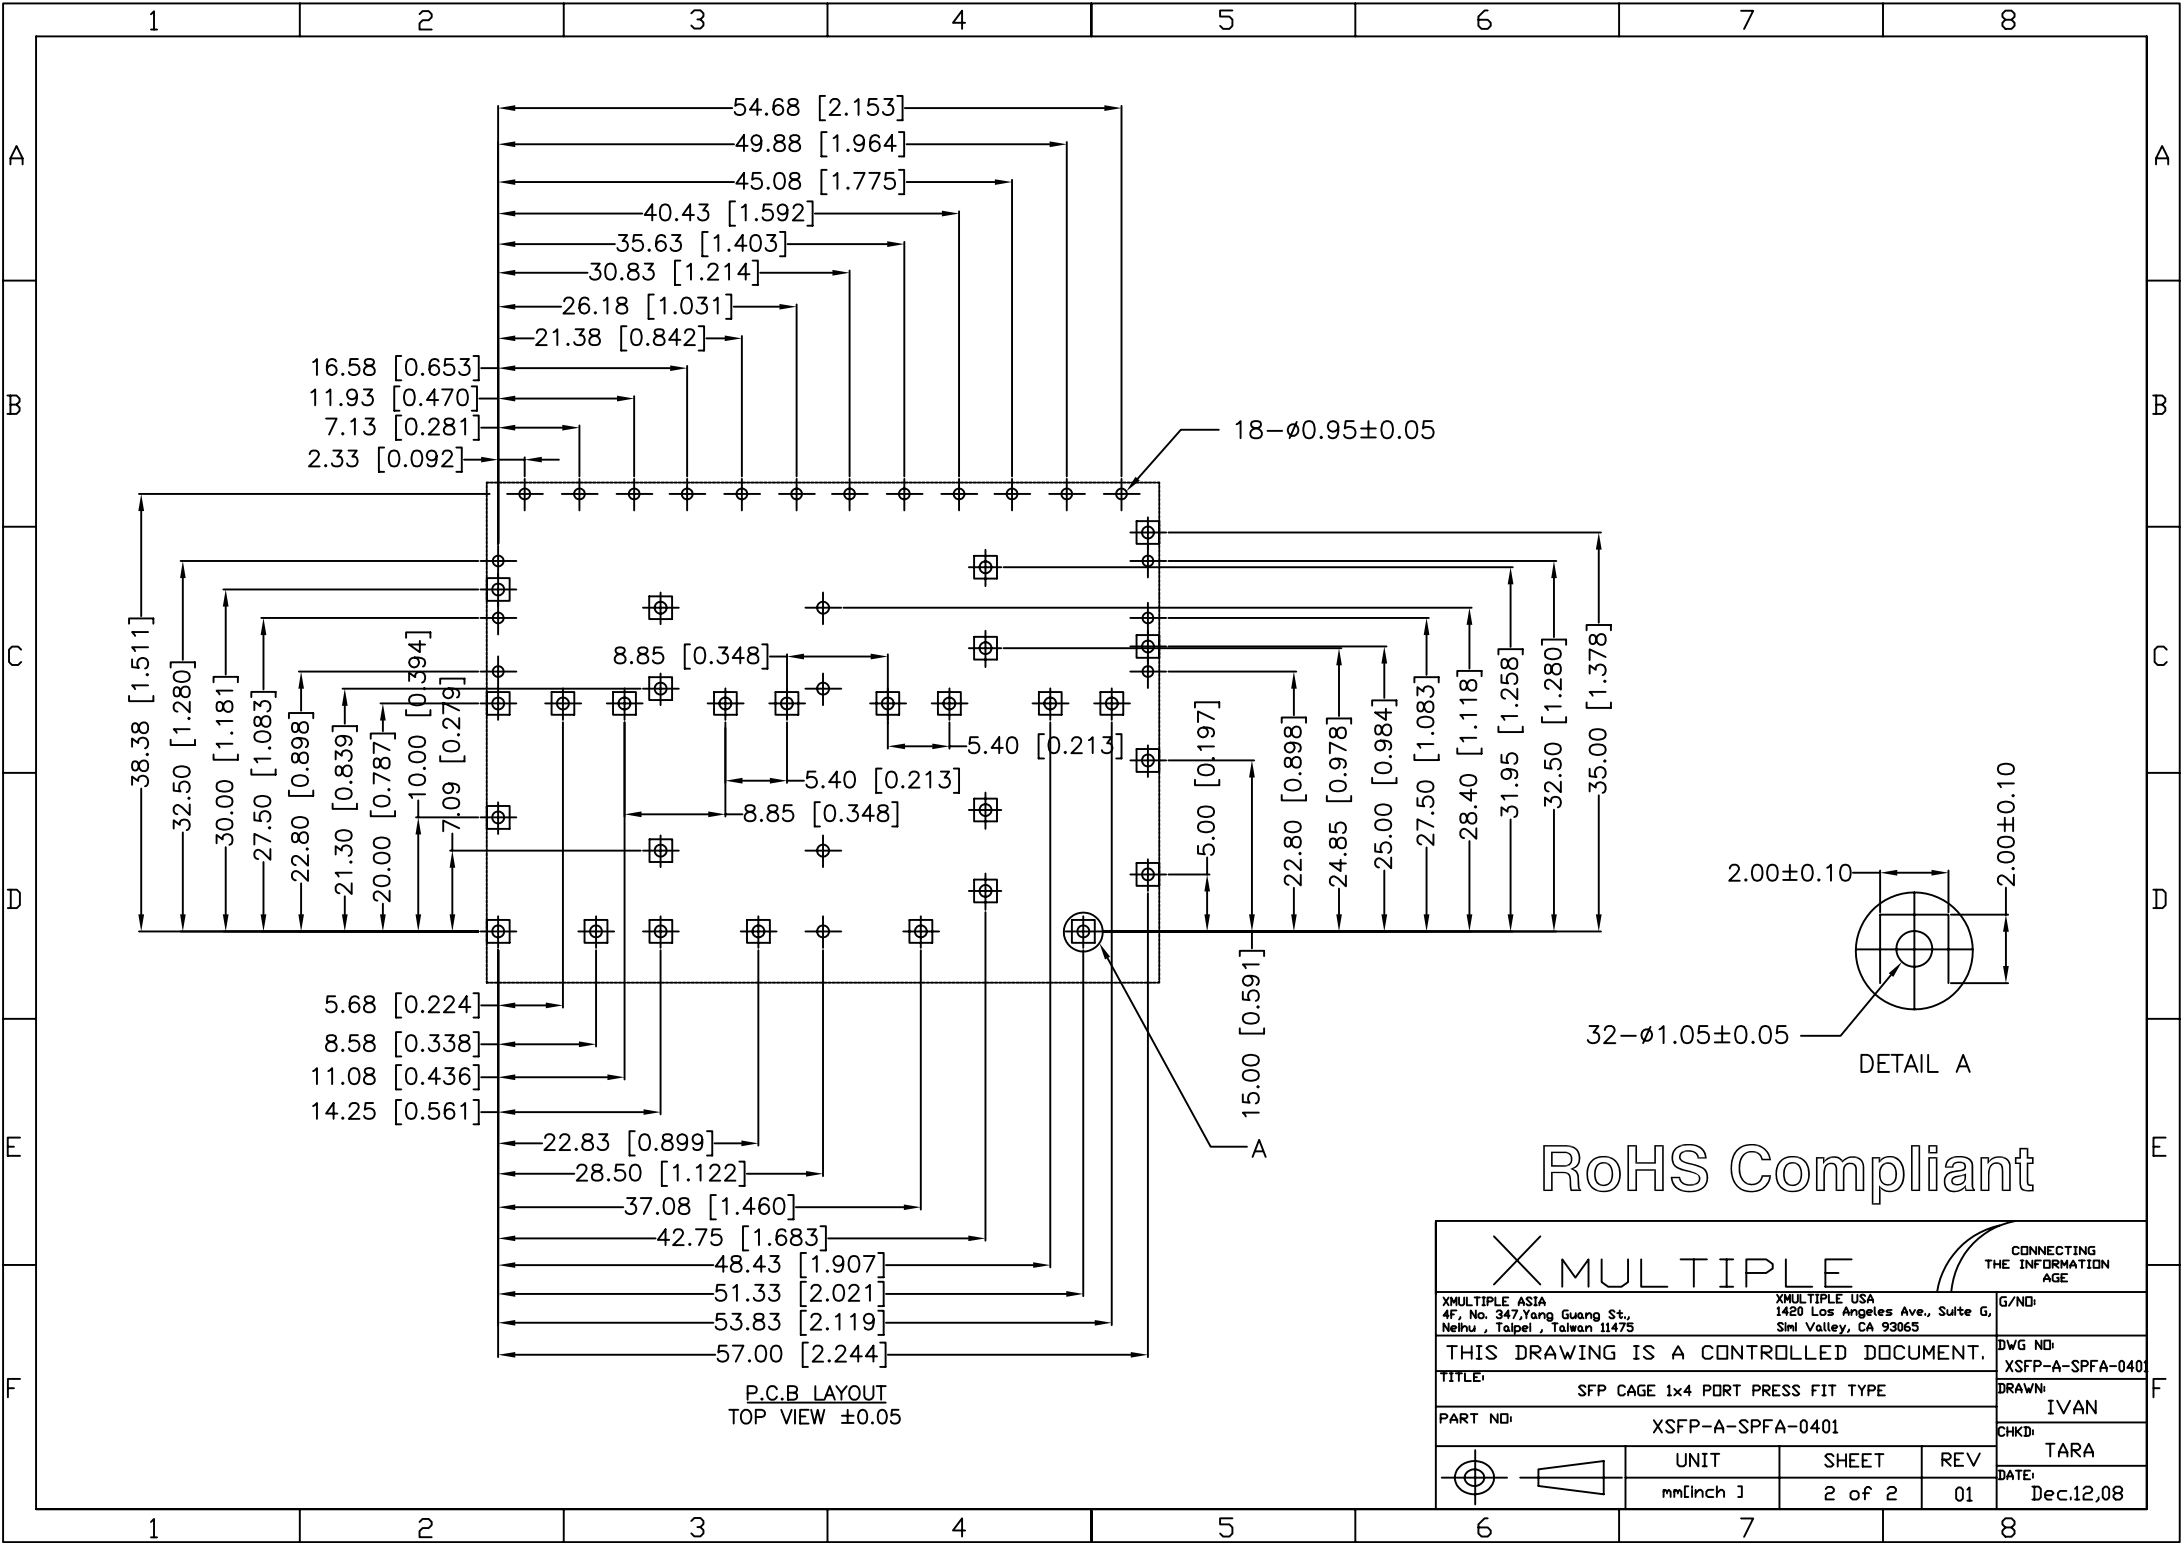 1 2 3 4 5 6 7 8
A A
B B
C C
D D
E E
F F
54.68 [2.153]
49.88 [1.964]
45.08 [1.775]
40.43 [1.592]
35.63 [1.403]
30.83 [1.214]
26.18 [1.031]
21.38 [0.842]
16.58 [0.653]
11.93 [0.470]
7.13 [0.281]
2.33 [0.092]
18-ø0.95±0.05
38.38 [1.511]
32.50 [1.280]
30.00 [1.181]
27.50 [1.083]
22.80 [0.898]
21.30 [0.839]
20.00 [0.787]
10.00 [0.394]
7.09 [0.279]
8.85 [0.348]
5.40 [0.213]
5.40 [0.213]
8.85 [0.348]
5.00 [0.197]
15.00 [0.591]
22.80 [0.898]
24.85 [0.978]
25.00 [0.984]
27.50 [1.083]
28.40 [1.118]
31.95 [1.258]
32.50 [1.280]
35.00 [1.378]
5.68 [0.224]
8.58 [0.338]
11.08 [0.436]
14.25 [0.561]
22.83 [0.899]
28.50 [1.122]
37.08 [1.460]
42.75 [1.683]
48.43 [1.907]
51.33 [2.021]
53.83 [2.119]
57.00 [2.244]
A
P.C.B LAYOUT
TOP VIEW ±0.05
2.00±0.10
2.00±0.10
32-ø1.05±0.05
DETAIL A
RoHS Compliant
XMULTIPLE
CONNECTING
THE INFORMATION
AGE
XMULTIPLE ASIA
4F, No. 347,Yang Guang St.,
Neihu , Taipei , Taiwan 11475
XMULTIPLE USA
1420 Los Angeles Ave., Suite G,
Simi Valley, CA 93065
G/NO:
THIS DRAWING IS A CONTROLLED DOCUMENT.
DWG NO:
XSFP-A-SPFA-0401
TITLE:
SFP CAGE 1x4 PORT PRESS FIT TYPE
DRAWN:
IVAN
PART NO:
XSFP-A-SPFA-0401
CHKD:
TARA
UNIT SHEET REV
mm[inch ] 2 of 2 01
DATE:
Dec.12,08
1 2 3 4 5 6 7 8